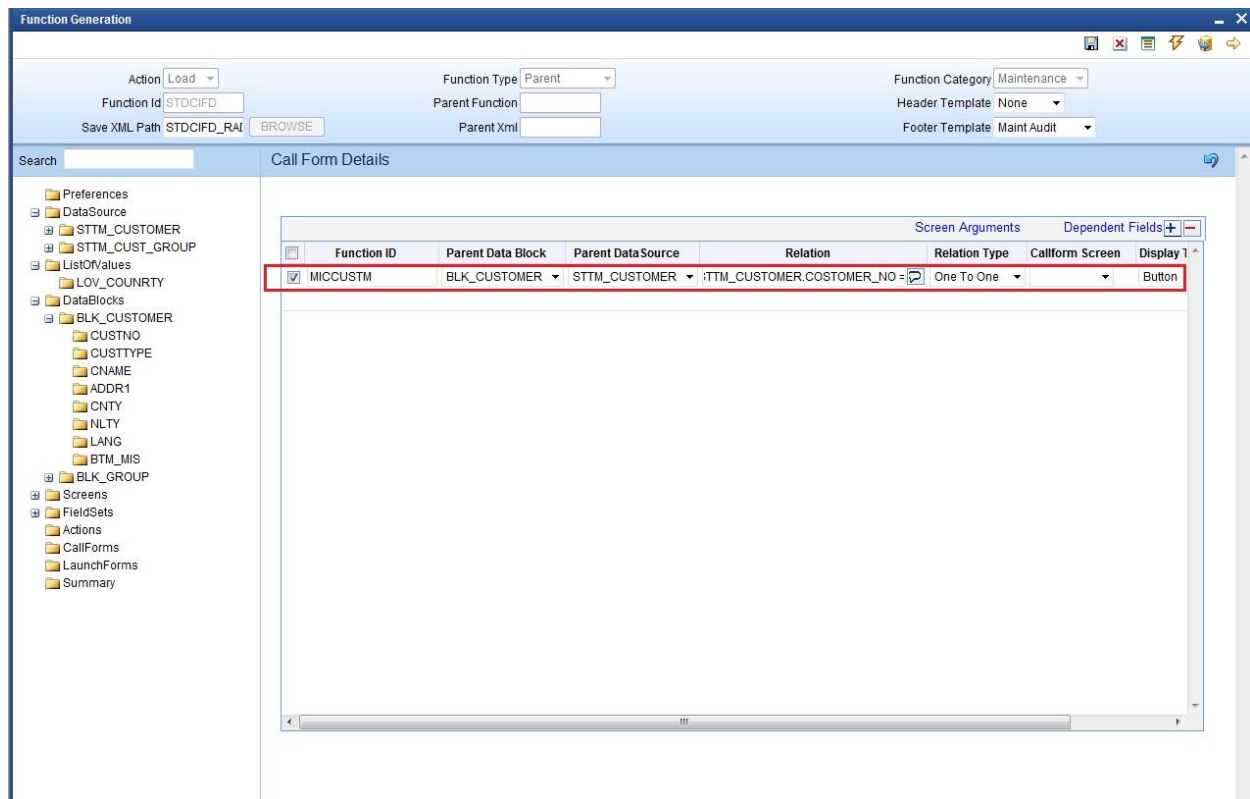 Function Generation
Action Load Function Type Parent Function Category Maintenance
Function Id STDCIFD Parent Function Header Template None
Save XML Path STDCIFD_RAD BROWSE Parent Xml Footer Template Maint Audit
Search Call Form Details
Preferences
DataSource
STTM_CUSTOMER
STTM_CUST_GROUP
ListOfValues
LOV_COUNRTY
DataBlocks
BLK_CUSTOMER
CUSTNO
CUSTTYPE
CNAME
ADDR1
CNTY
NLTY
LANG
BTM_MIS
BLK_GROUP
Screens
FieldSets
Actions
CallForms
LaunchForms
Summary
Screen Arguments Dependent Fields
Function ID Parent Data Block Parent DataSource Relation Relation Type Callform Screen Display
MICCUSTM BLK_CUSTOMER STTM_CUSTOMER TTM_CUSTOMER.COSTOMER_NO = One To One Button